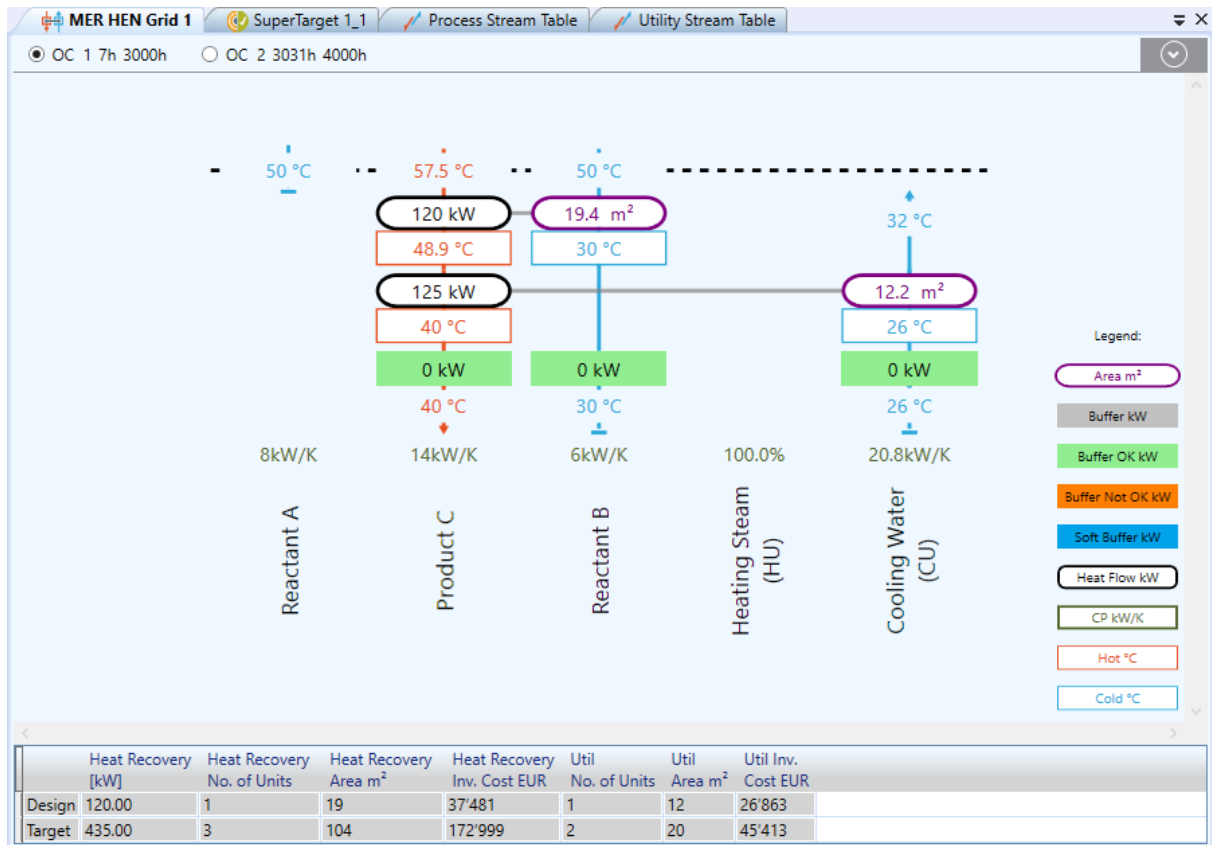 MER HEN Grid 1
SuperTarget 1_1
Process Stream Table
Utility Stream Table
OC 1 7h 3000h
OC 2 3031h 4000h
50 °C 57.5 °C 50 °C
120 kW 19.4 m² 32 °C
48.9 °C 30 °C
125 kW 12.2 m²
40 °C 26 °C
0 kW 0 kW 0 kW
40 °C 30 °C 26 °C
8kW/K 14kW/K 6kW/K 100.0% 20.8kW/K
Reactant A
Product C
Reactant B
Heating Steam
(HU)
Cooling Water
(CU)
Legend:
Area m²
Buffer kW
Buffer OK kW
Buffer Not OK kW
Soft Buffer kW
Heat Flow kW
CP kW/K
Hot °C
Cold °C
Heat Recovery Heat Recovery Heat Recovery Heat Recovery Util Util Util Inv.
[kW] No. of Units Area m² Inv. Cost EUR No. of Units Area m² Cost EUR
Design 120.00 1 19 37'481 1 12 26'863
Target 435.00 3 104 172'999 2 20 45'413